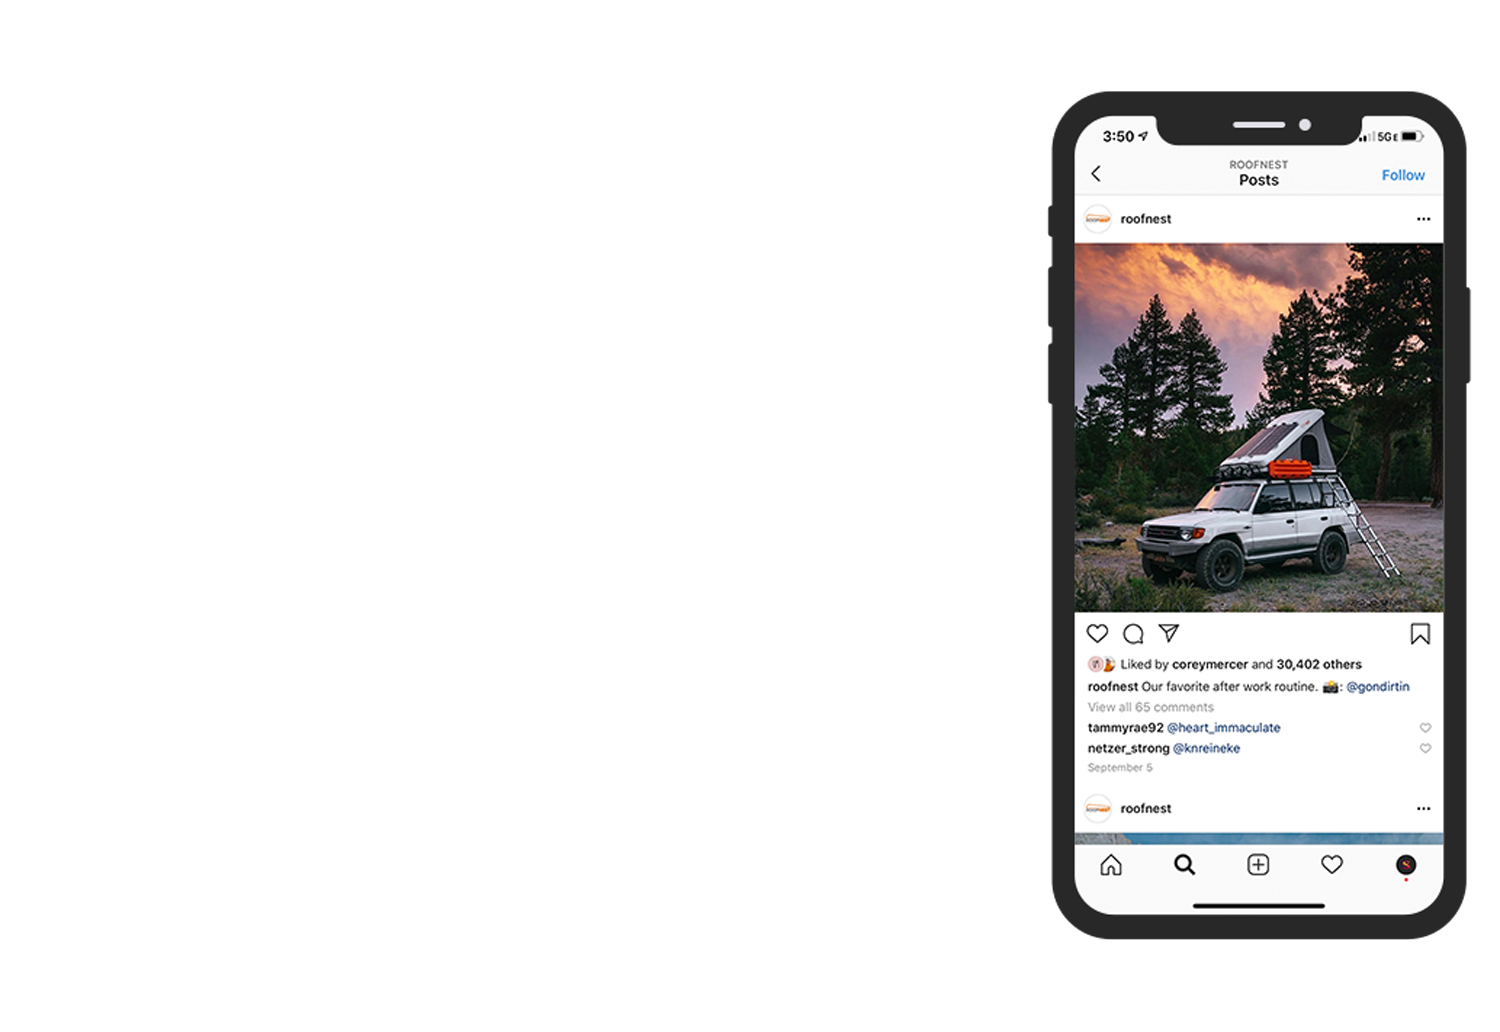 3:50 5GE
ROOFNEST
Posts Follow
roofnest
Liked by coreymercer and 30,402 others
roofnest Our favorite after work routine. 📸: @gondirtin
View all 65 comments
tammyrae92 @heart_immaculate
netzer_strong @knreineke
September 5
roofnest